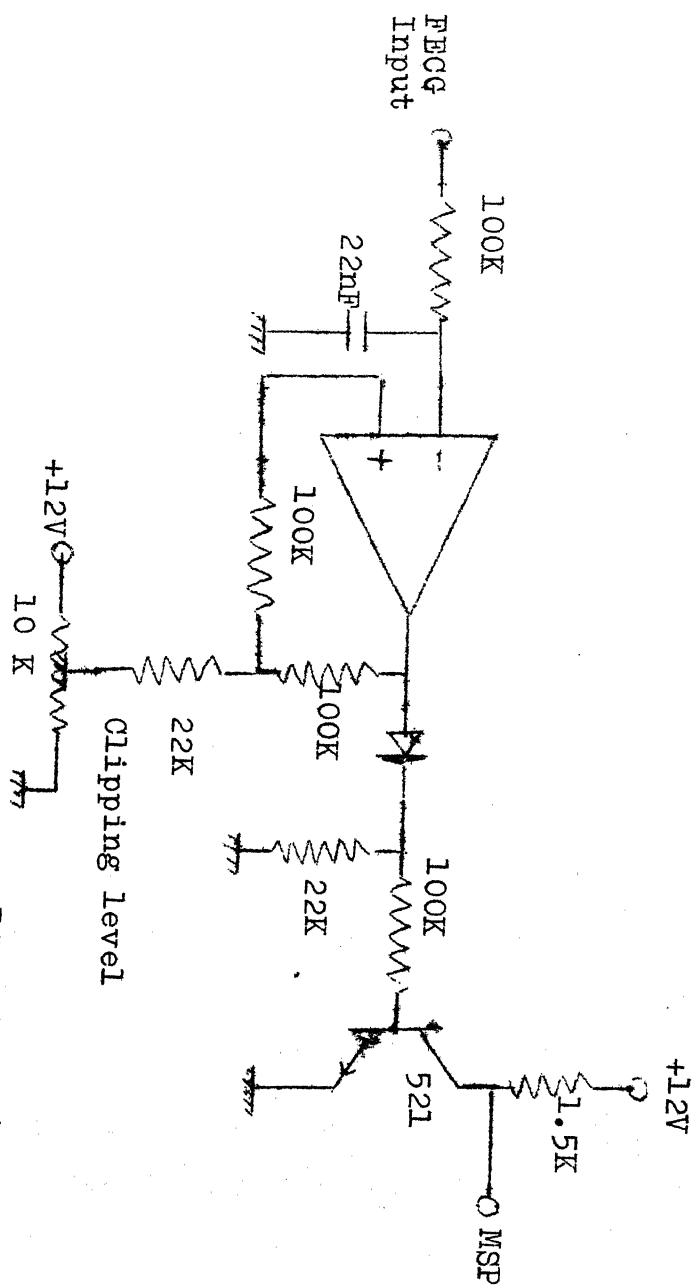 FECG
Input
100K
22nF
-
+
100K
100K
+12V
10 K
22K
Clipping level
22K
100K
521
1.5K
+12V
MSP